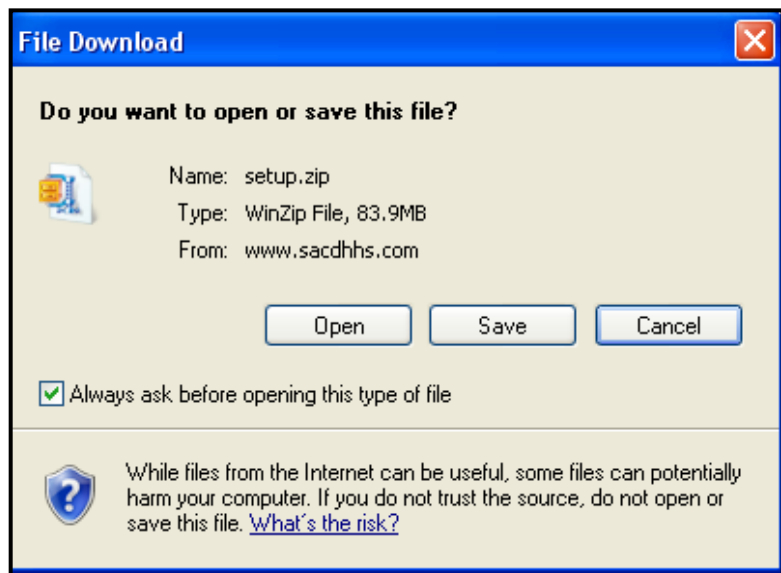 File Download
Do you want to open or save this file?
Name: setup.zip
Type: WinZip File, 83.9MB
From: www.sacdhhs.com
Open Save Cancel
Always ask before opening this type of file
While files from the Internet can be useful, some files can potentially
harm your computer. If you do not trust the source, do not open or
save this file. What's the risk?